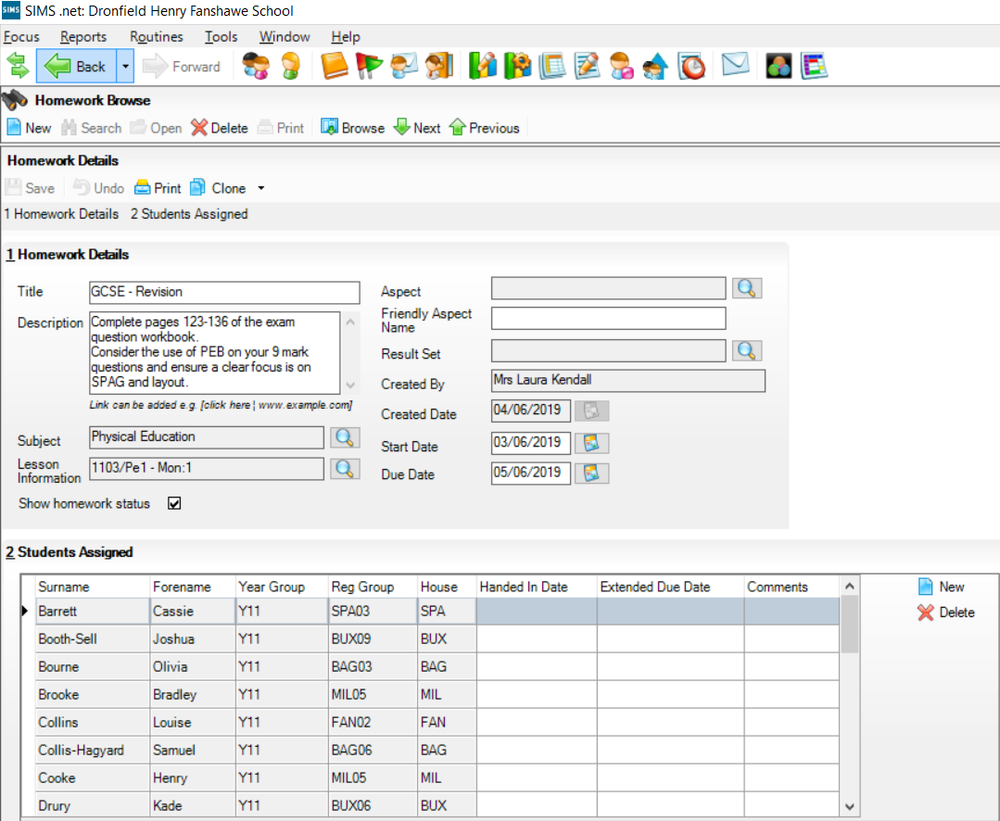 SIMS SIMS .net: Dronfield Henry Fanshawe School
Focus Reports Routines Tools Window Help
Back Forward
Homework Browse
New Search Open Delete Print Browse Next Previous
Homework Details
Save Undo Print Clone
1 Homework Details 2 Students Assigned
1 Homework Details
Title GCSE - Revision
Description Complete pages 123-136 of the exam
question workbook.
Consider the use of PEB on your 9 mark
questions and ensure a clear focus is on
SPAG and layout.
Link can be added e.g. [click here ¦ www.example.com]
Subject Physical Education
Lesson
Information 1103/Pe1 - Mon:1
Show homework status
Aspect
Friendly Aspect
Name
Result Set
Created By Mrs Laura Kendall
Created Date 04/06/2019
Start Date 03/06/2019
Due Date 05/06/2019
2 Students Assigned
Surname Forename Year Group Reg Group House Handed In Date Extended Due Date Comments
Barrett Cassie Y11 SPA03 SPA
Booth-Sell Joshua Y11 BUX09 BUX
Bourne Olivia Y11 BAG03 BAG
Brooke Bradley Y11 MIL05 MIL
Collins Louise Y11 FAN02 FAN
Collis-Hagyard Samuel Y11 BAG06 BAG
Cooke Henry Y11 MIL05 MIL
Drury Kade Y11 BUX06 BUX
New
Delete